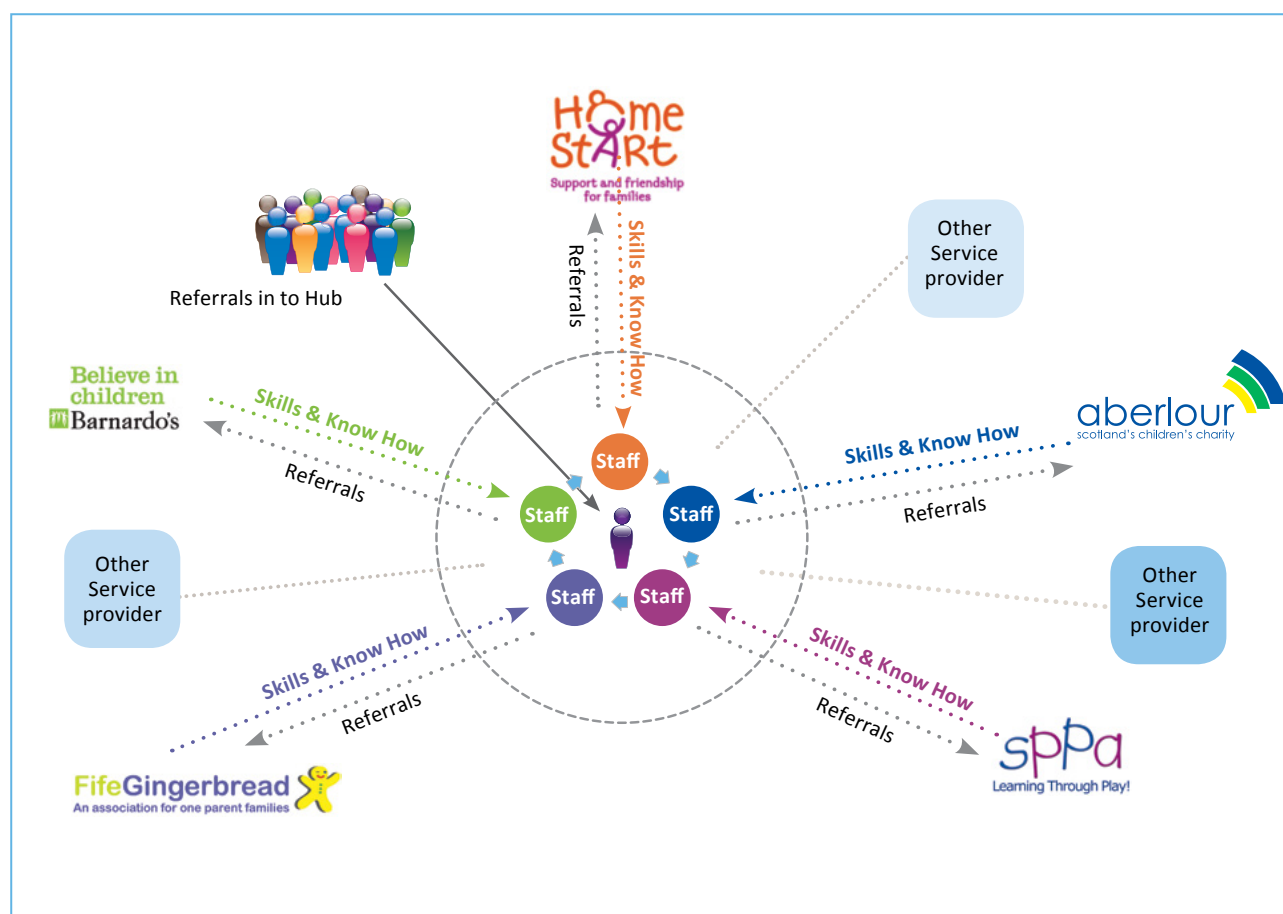 HOme
StARt
Support and friendship
for families
Referrals in to Hub
Other
Service
provider
Referrals
Skills & Know How
Believe in
children
Barnardo's
Skills & Know How
Referrals
aberlour
scotland's children's charity
Skills & Know How
Referrals
Staff
Staff
Staff
Staff
Staff
Other
Service
provider
Other
Service
provider
Skills & Know How
Referrals
Skills & Know How
Referrals
FifeGingerbread
An association for one parent families
sppa
Learning Through Play!